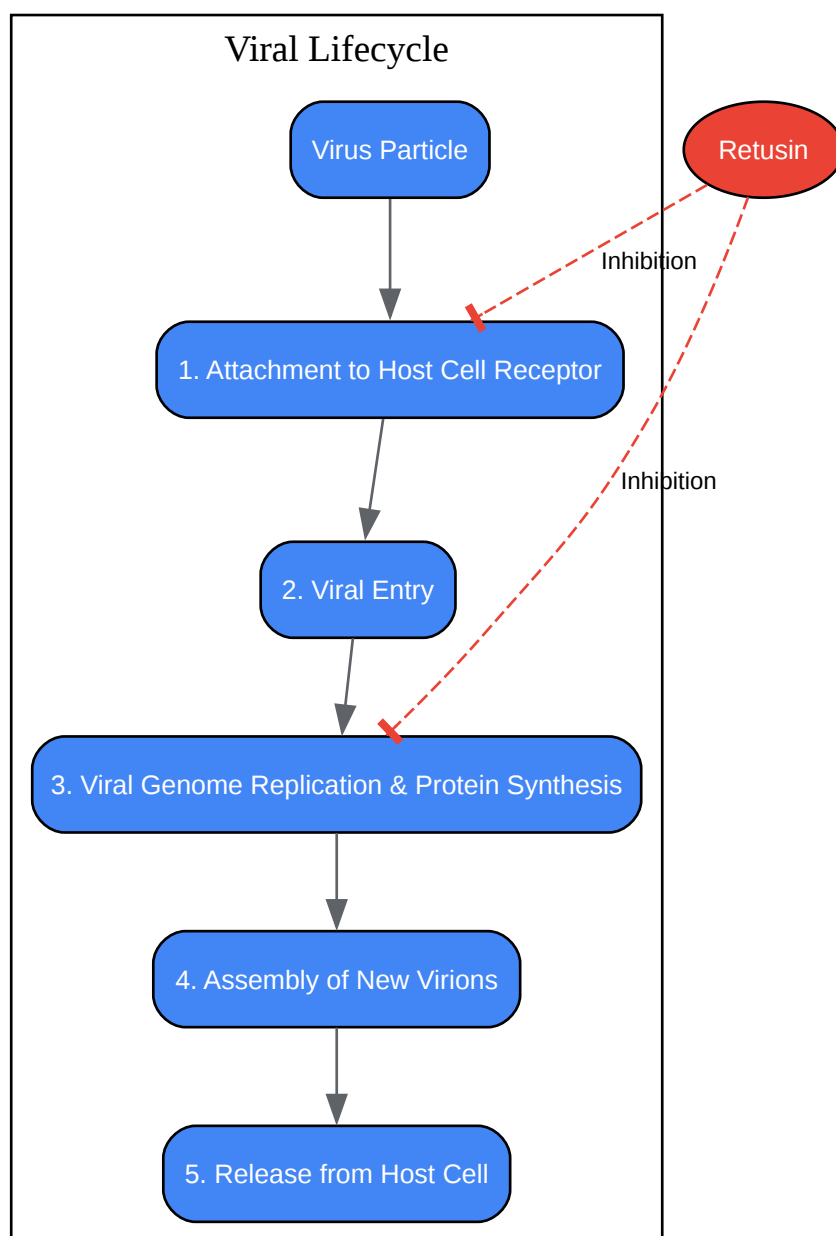 Viral Lifecycle
Virus Particle
Retusin
Inhibition
1. Attachment to Host Cell Receptor
Inhibition
2. Viral Entry
3. Viral Genome Replication & Protein Synthesis
4. Assembly of New Virions
5. Release from Host Cell